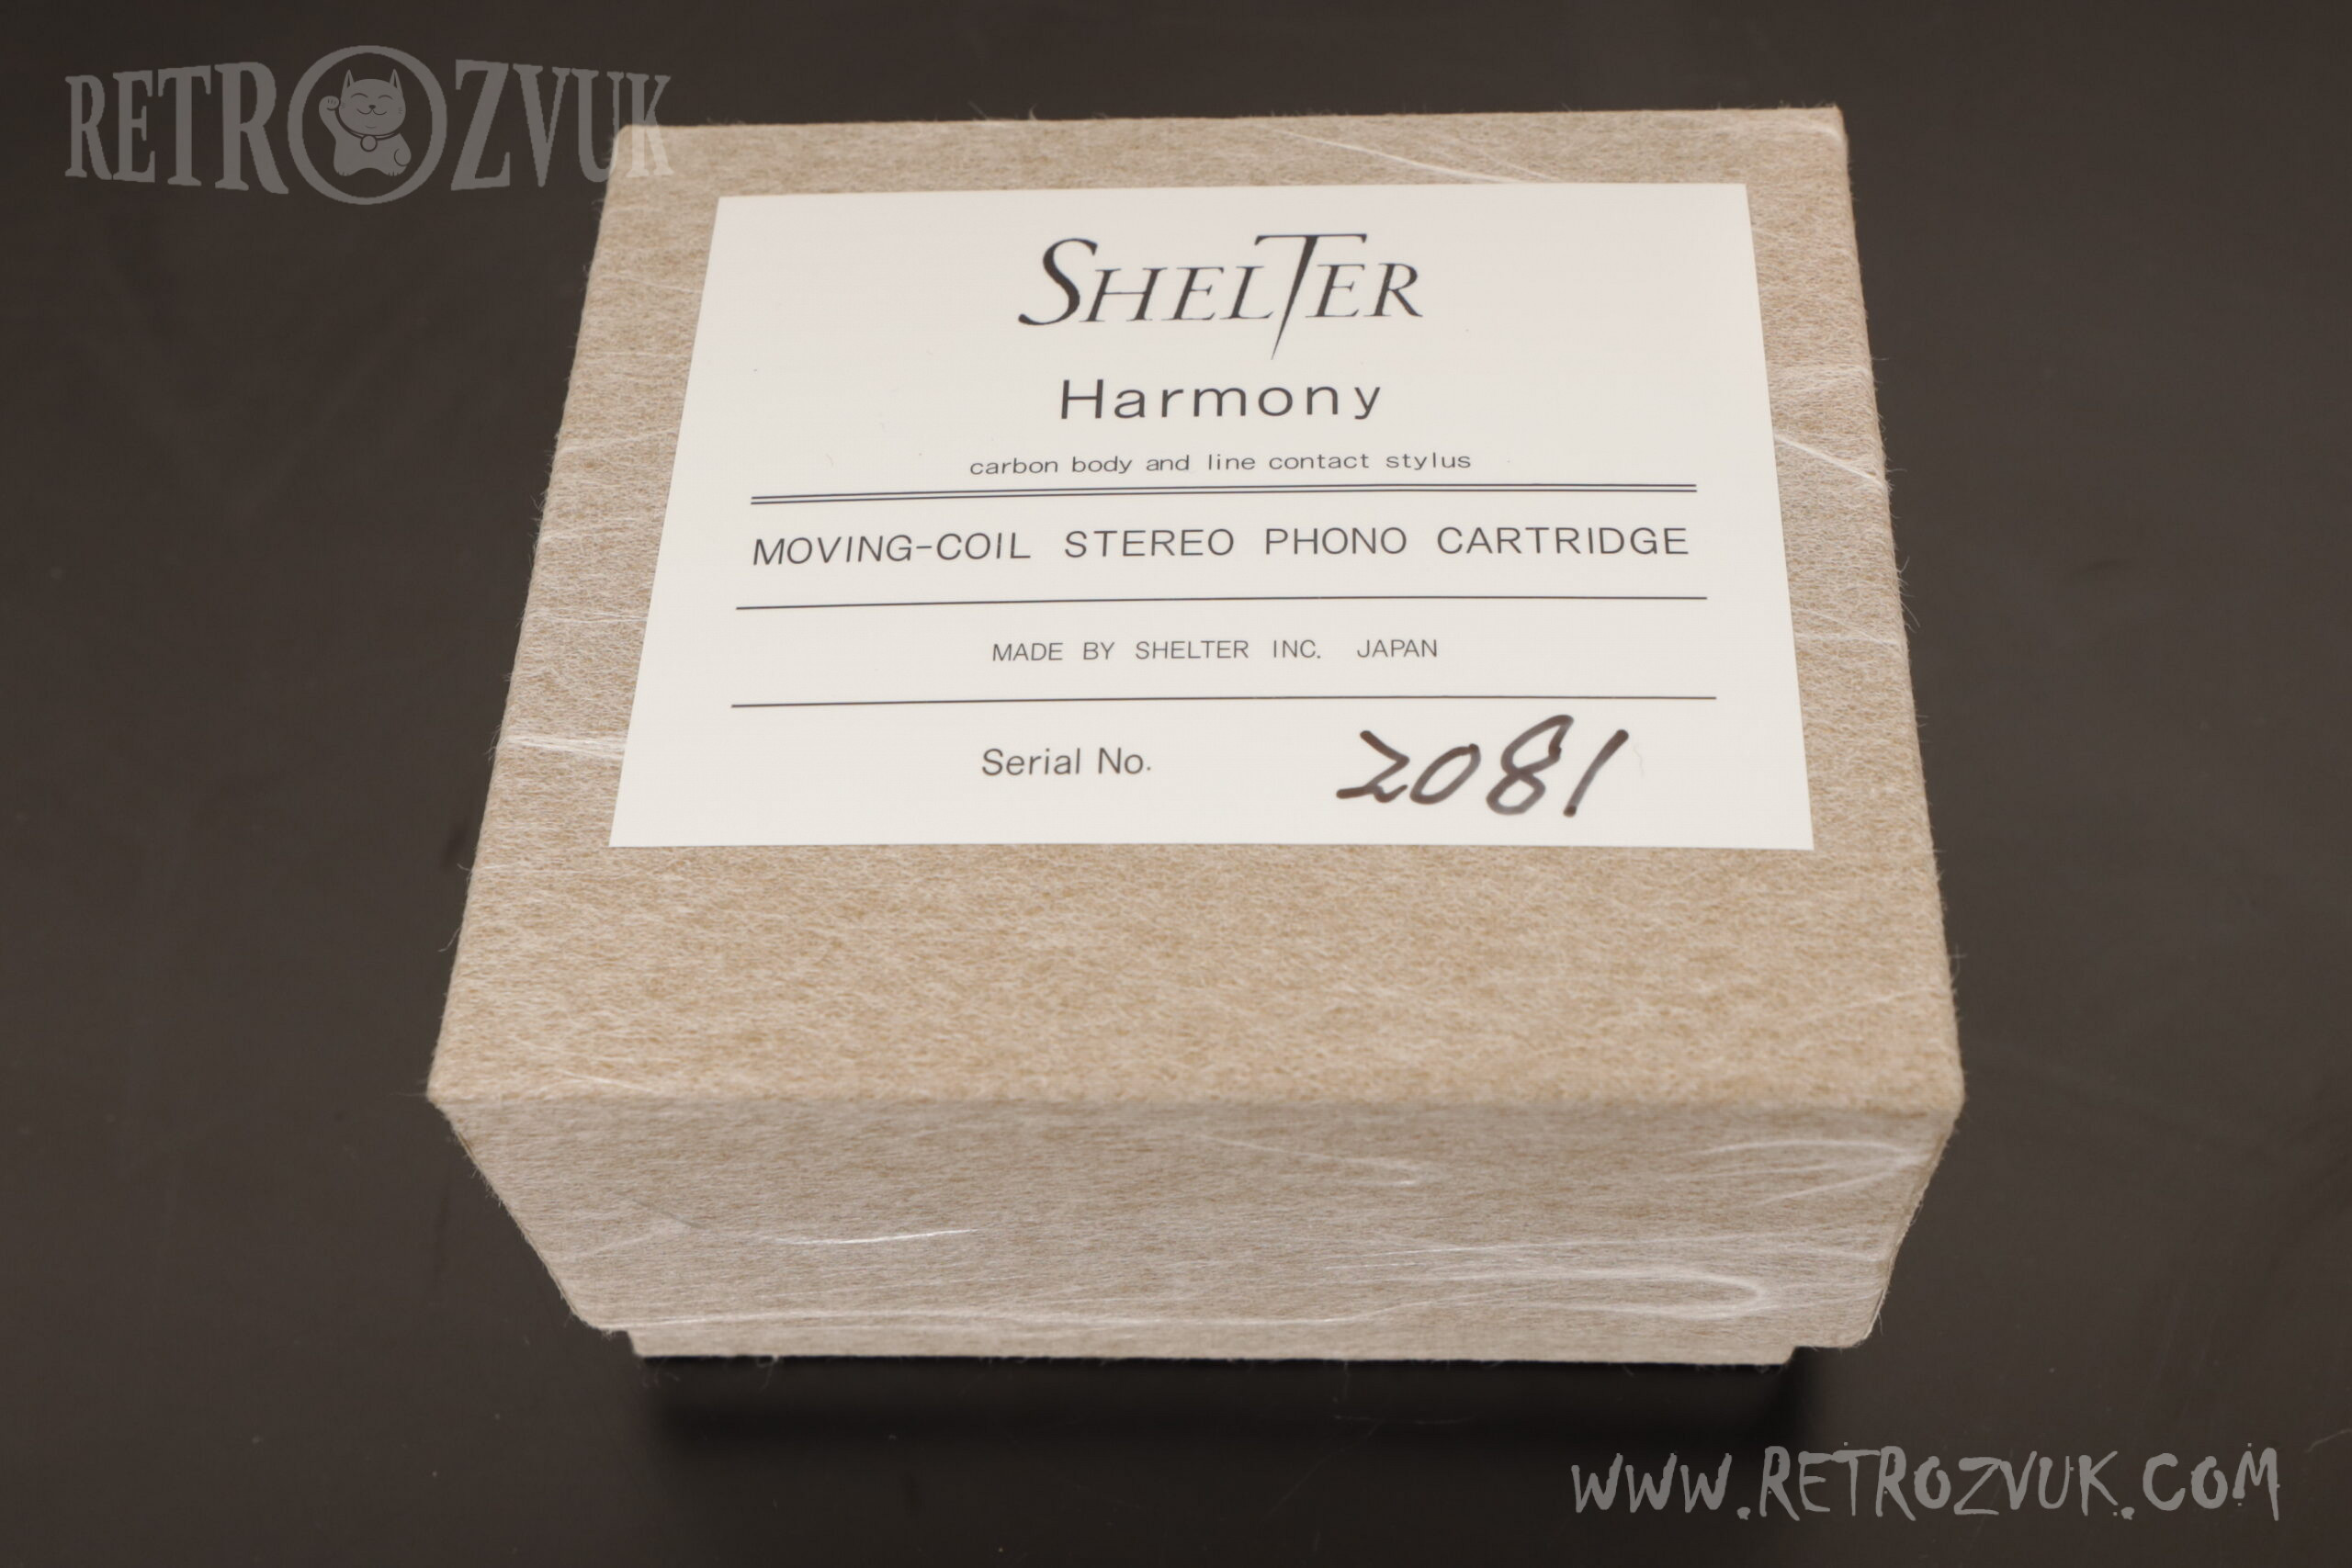 RETROZVUK
SHELTER
Harmony
carbon body and line contact stylus
MOVING-COIL STEREO PHONO CARTRIDGE
MADE BY SHELTER INC. JAPAN
Serial No. 2081
WWW.RETROZVUK.COM